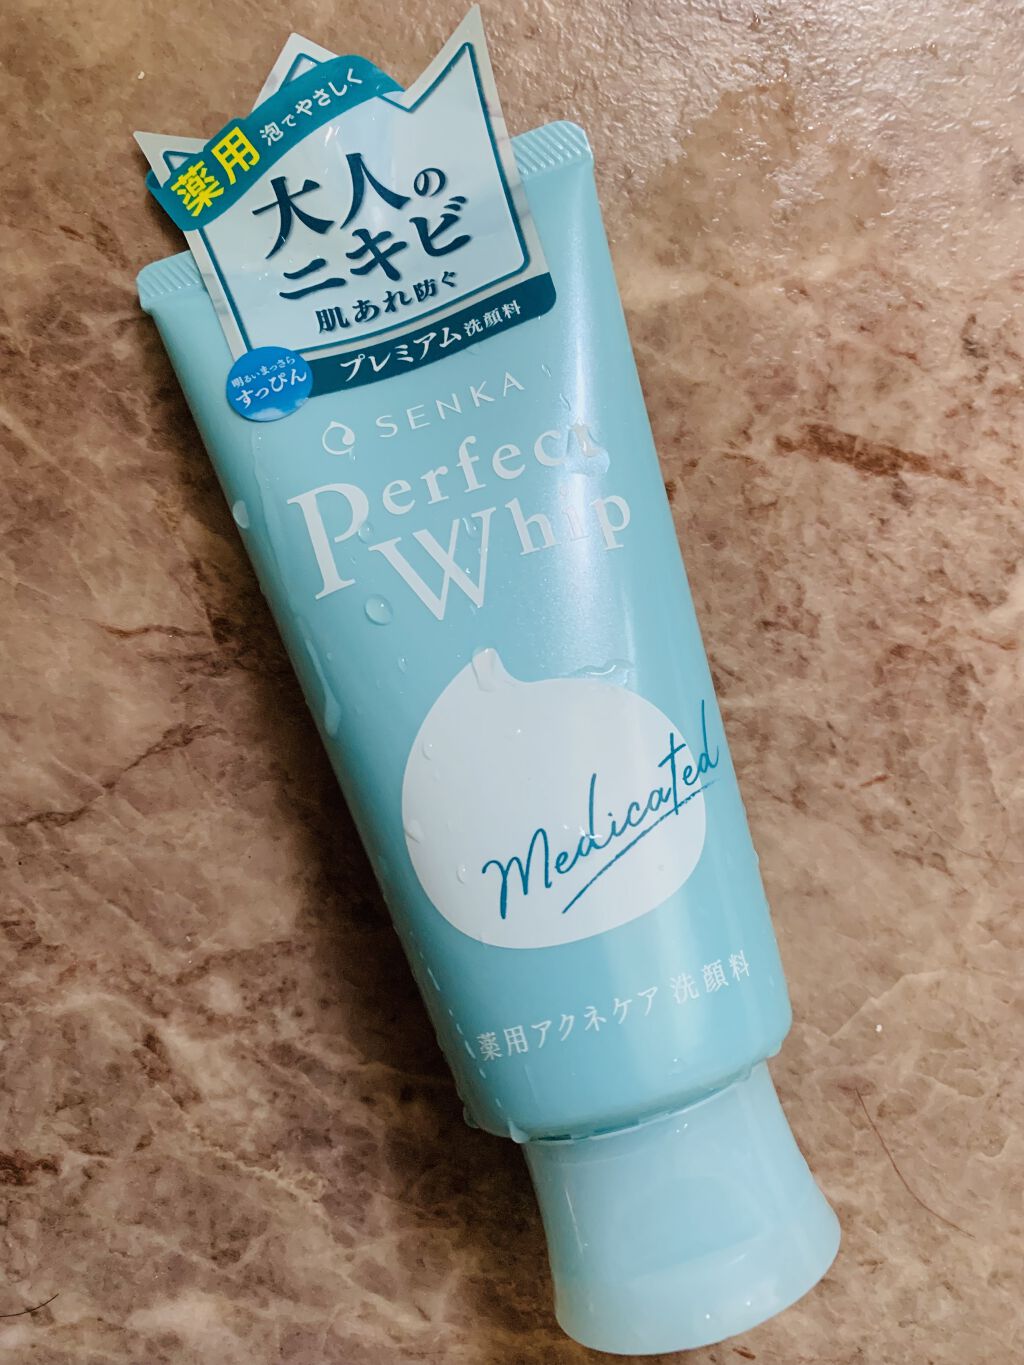 薬用 泡でやさしく
大人の
ニキビ
肌あれ防ぐ
プレミアム洗顔料
明るいまっさら
すっぴん
SENKA
Perfect
Whip
Medicated
薬用アクネケア 洗顔料